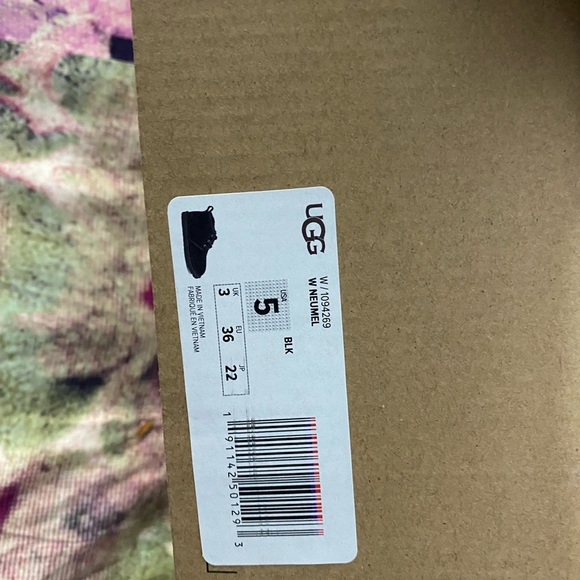 UGG
W / 1094269
W NEUMEL
BLK
USA
5
UK EU JP
3 36 22
MADE IN VIETNAM
FABRIQUÉ EN VIETNAM
1 91142 50129 3